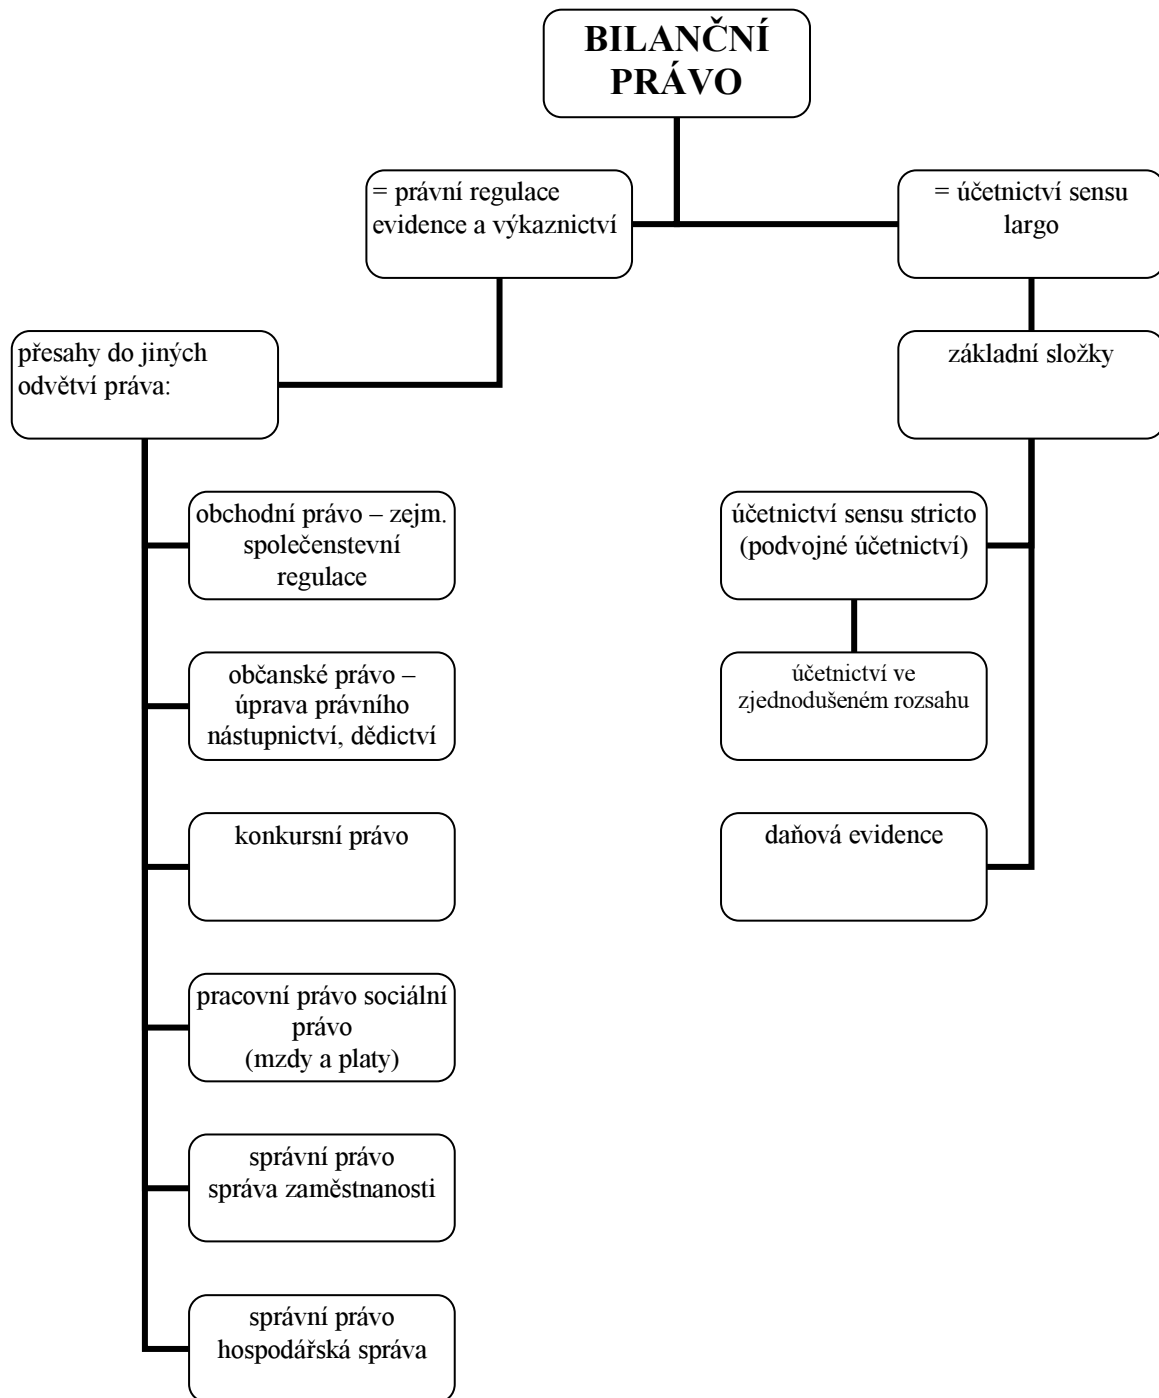 BILANČNÍ
PRÁVO
= právní regulace
evidence a výkaznictví
= účetnictví sensu
largo
přesahy do jiných
odvětví práva:
základní složky
obchodní právo – zejm.
společenstevní
regulace
účetnictví sensu stricto
(podvojné účetnictví)
občanské právo –
úprava právního
nástupnictví, dědictví
účetnictví ve
zjednodušeném rozsahu
konkursní právo
daňová evidence
pracovní právo sociální
právo
(mzdy a platy)
správní právo
správa zaměstnanosti
správní právo
hospodářská správa